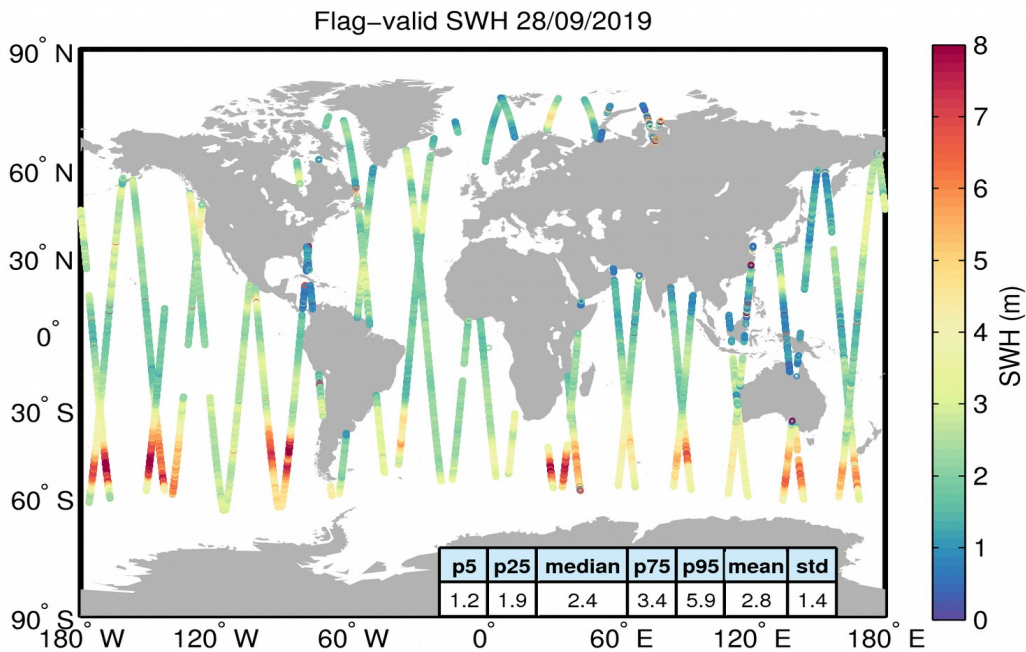 Flag−valid SWH 28/09/2019
90° N
60° N
30° N
0°
30° S
60° S
90° S
180° W
120° W
60° W
0°
60° E
120° E
180° E
p5 p25 median p75 p95 mean std
1.2 1.9 2.4 3.4 5.9 2.8 1.4
8
7
6
5
4
3
2
1
0
SWH (m)